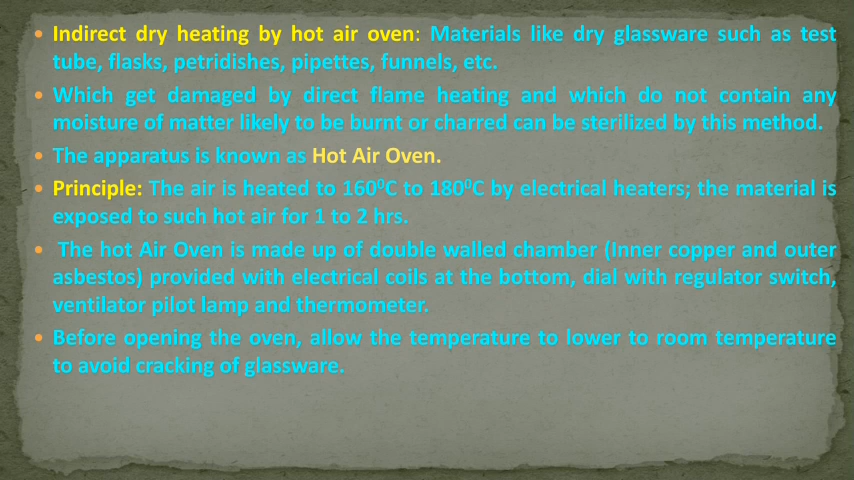 • Indirect dry heating by hot air oven: Materials like dry glassware such as test
tube, flasks, petridishes, pipettes, funnels, etc.
• Which get damaged by direct flame heating and which do not contain any
moisture of matter likely to be burnt or charred can be sterilized by this method.
• The apparatus is known as Hot Air Oven.
• Principle: The air is heated to 160⁰C to 180⁰C by electrical heaters; the material is
exposed to such hot air for 1 to 2 hrs.
• The hot Air Oven is made up of double walled chamber (Inner copper and outer
asbestos) provided with electrical coils at the bottom, dial with regulator switch,
ventilator pilot lamp and thermometer.
• Before opening the oven, allow the temperature to lower to room temperature
to avoid cracking of glassware.